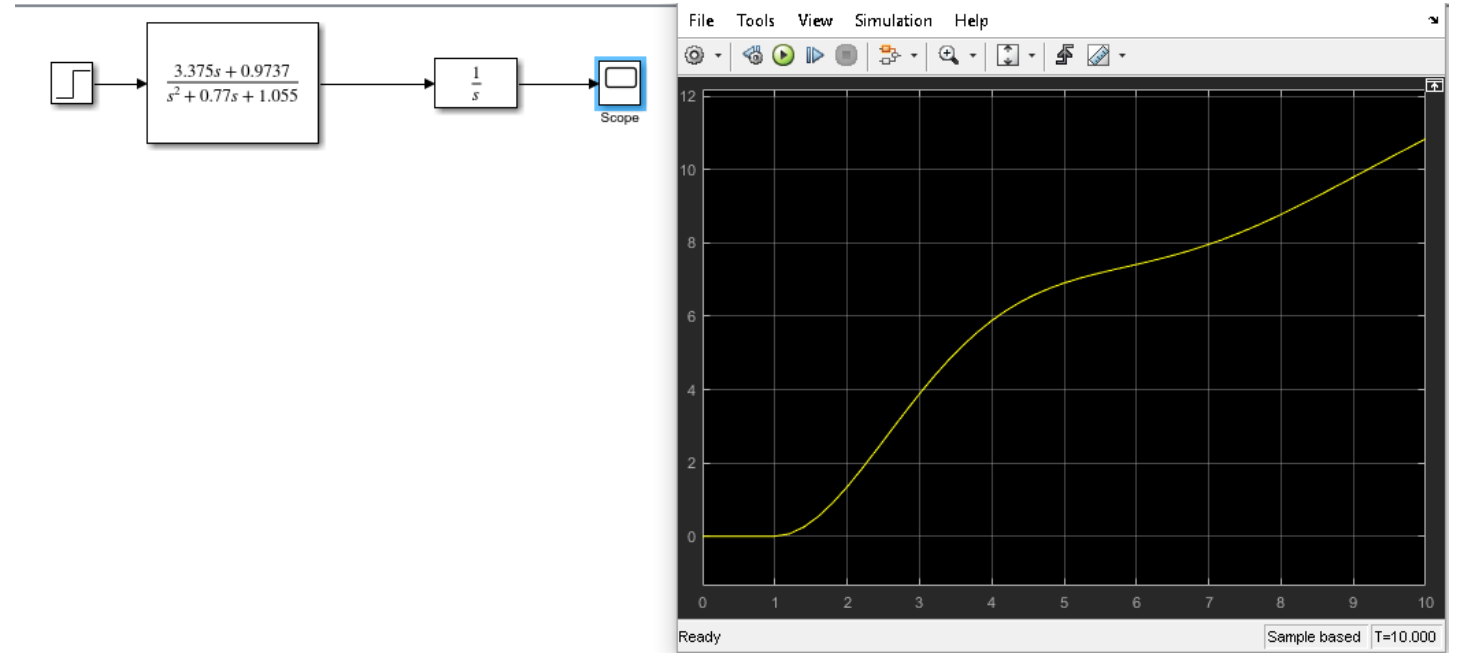 3.375s + 0.9737
s² + 0.77s + 1.055
1
s
Scope
File Tools View Simulation Help
12
10
8
6
4
2
0
0 1 2 3 4 5 6 7 8 9 10
Ready Sample based T=10.000